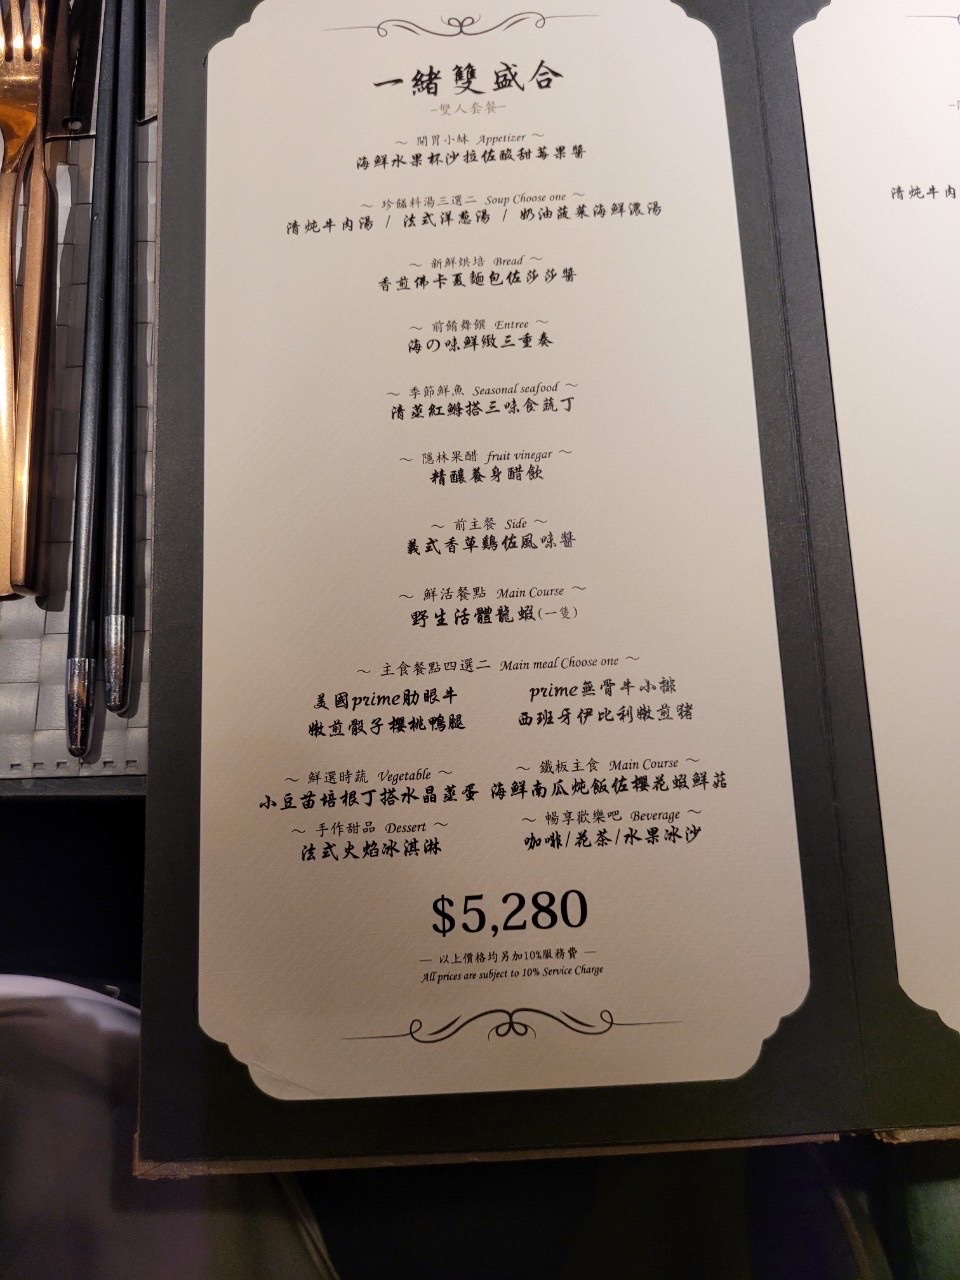 一緒雙盛合
-雙人套餐-
～ 開胃小妹 Appetizer ～
海鮮水果杯沙拉佐酸甜莓果醬
～ 珍饈料湯三選二 Soup Choose one ～
清炖牛肉湯 / 法式洋蔥湯 / 奶油菠菜海鮮濃湯
～ 新鮮烘培 Bread ～
香煎佛卡夏麵包佐莎莎醬
～ 前餚舞饌 Entree ～
海の味鮮緻三重奏
～ 季節鮮魚 Seasonal seafood ～
清蒸紅鰷搭三味食蔬丁
～ 隱林果醋 fruit vinegar ～
精釀養身醋飲
～ 前主餐 Side ～
義式香草鷄佐風味醬
～ 鮮活餐點 Main Course ～
野生活體龍蝦(一隻)
～ 主食餐點四選二 Main meal Choose one ～
美國prime肋眼牛 prime無骨牛小排
嫩煎骰子櫻桃鴨腿 西班牙伊比利嫩煎豬
～ 鮮選時蔬 Vegetable ～
小豆苗培根丁搭水晶蒸蛋
～ 鐵板主食 Main Course ～
海鮮南瓜炖飯佐櫻花蝦鮮菇
～ 手作甜品 Dessert ～
法式火焰冰淇淋
～ 暢享歡樂吧 Beverage ～
咖啡/花茶/水果冰沙
$5,280
— 以上價格均另加10%服務費 —
All prices are subject to 10% Service Charge
清炖牛肉